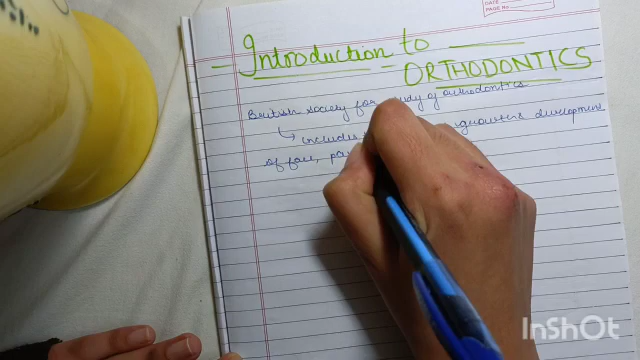 DATE
PAGE No.
Introduction to
ORTHODONTICS
British society for study of orthodontics
↳ includes growth & development
of face,
InShOt